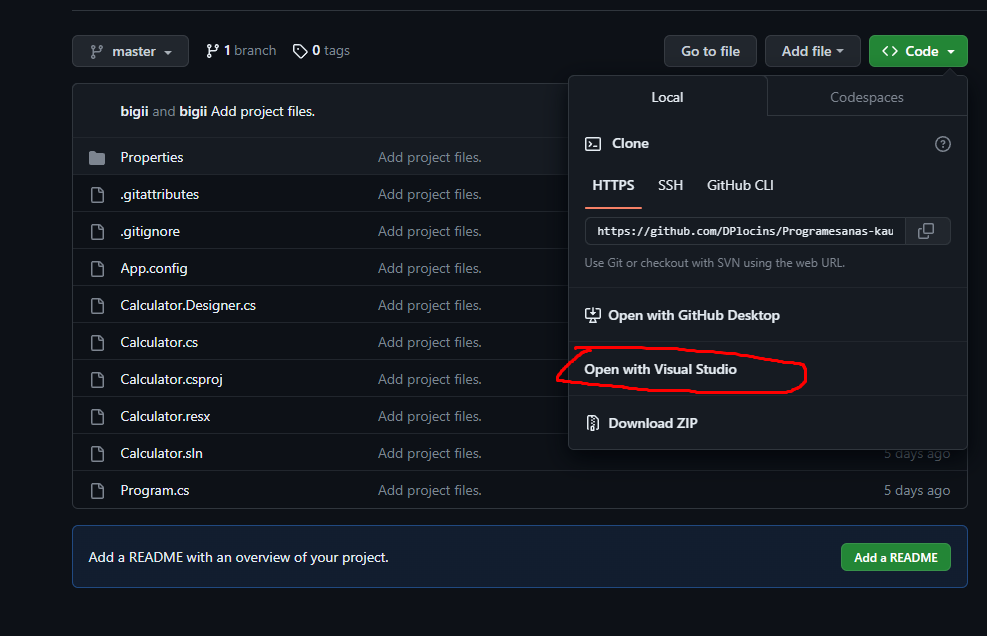 master 1 branch 0 tags Go to file Add file <> Code
Local Codespaces
bigii and bigii Add project files.
Clone
Properties Add project files.
HTTPS SSH GitHub CLI
.gitattributes Add project files.
.gitignore Add project files.
https://github.com/DPlocins/Programesanas-kau
Use Git or checkout with SVN using the web URL.
App.config Add project files.
Calculator.Designer.cs Add project files.
Open with GitHub Desktop
Calculator.cs Add project files.
Open with Visual Studio
Calculator.csproj Add project files.
Calculator.resx Add project files.
Download ZIP
Calculator.sln Add project files. 5 days ago
Program.cs Add project files. 5 days ago
Add a README with an overview of your project. Add a README